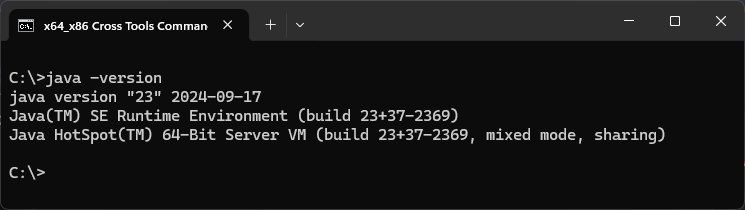 x64_x86 Cross Tools Comman
C:\>java -version
java version "23" 2024-09-17
Java(TM) SE Runtime Environment (build 23+37-2369)
Java HotSpot(TM) 64-Bit Server VM (build 23+37-2369, mixed mode, sharing)
C:\>